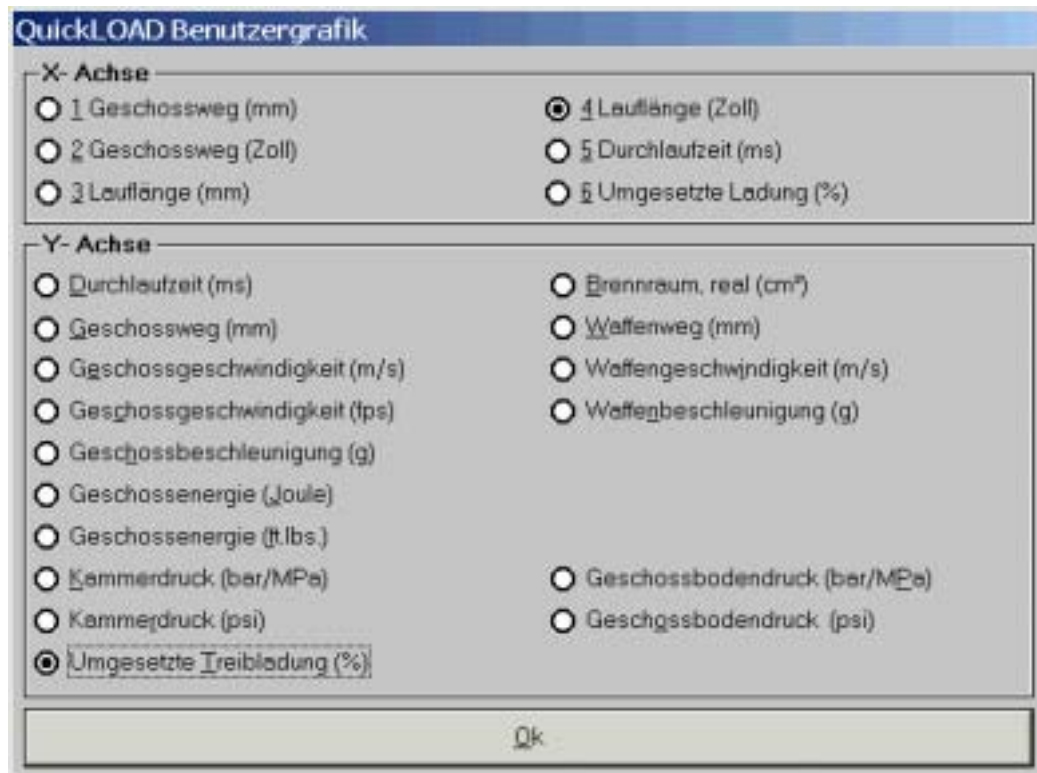 QuickLOAD Benutzergrafik
X- Achse
1 Geschossweg (mm)
4 Lauflänge (Zoll)
2 Geschossweg (Zoll)
5 Durchlaufzeit (ms)
3 Lauflänge (mm)
6 Umgesetzte Ladung (%)
Y- Achse
Durchlaufzeit (ms)
Brennraum, real (cm³)
Geschossweg (mm)
Waffenweg (mm)
Geschossgeschwindigkeit (m/s)
Waffengeschwindigkeit (m/s)
Geschossgeschwindigkeit (fps)
Waffenbeschleunigung (g)
Geschossbeschleunigung (g)
Geschossenergie (Joule)
Geschossenergie (ft.lbs.)
Kammerdruck (bar/MPa)
Geschossbodendruck (bar/MPa)
Kammerdruck (psi)
Geschossbodendruck (psi)
Umgesetzte Treibladung (%)
Ok